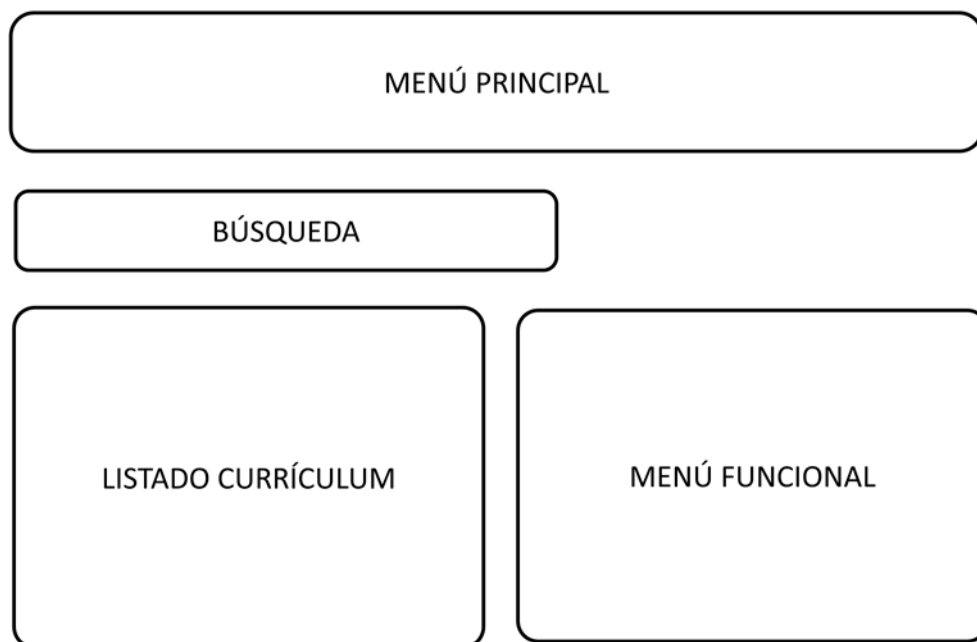 MENÚ PRINCIPAL
BÚSQUEDA
LISTADO CURRÍCULUM
MENÚ FUNCIONAL